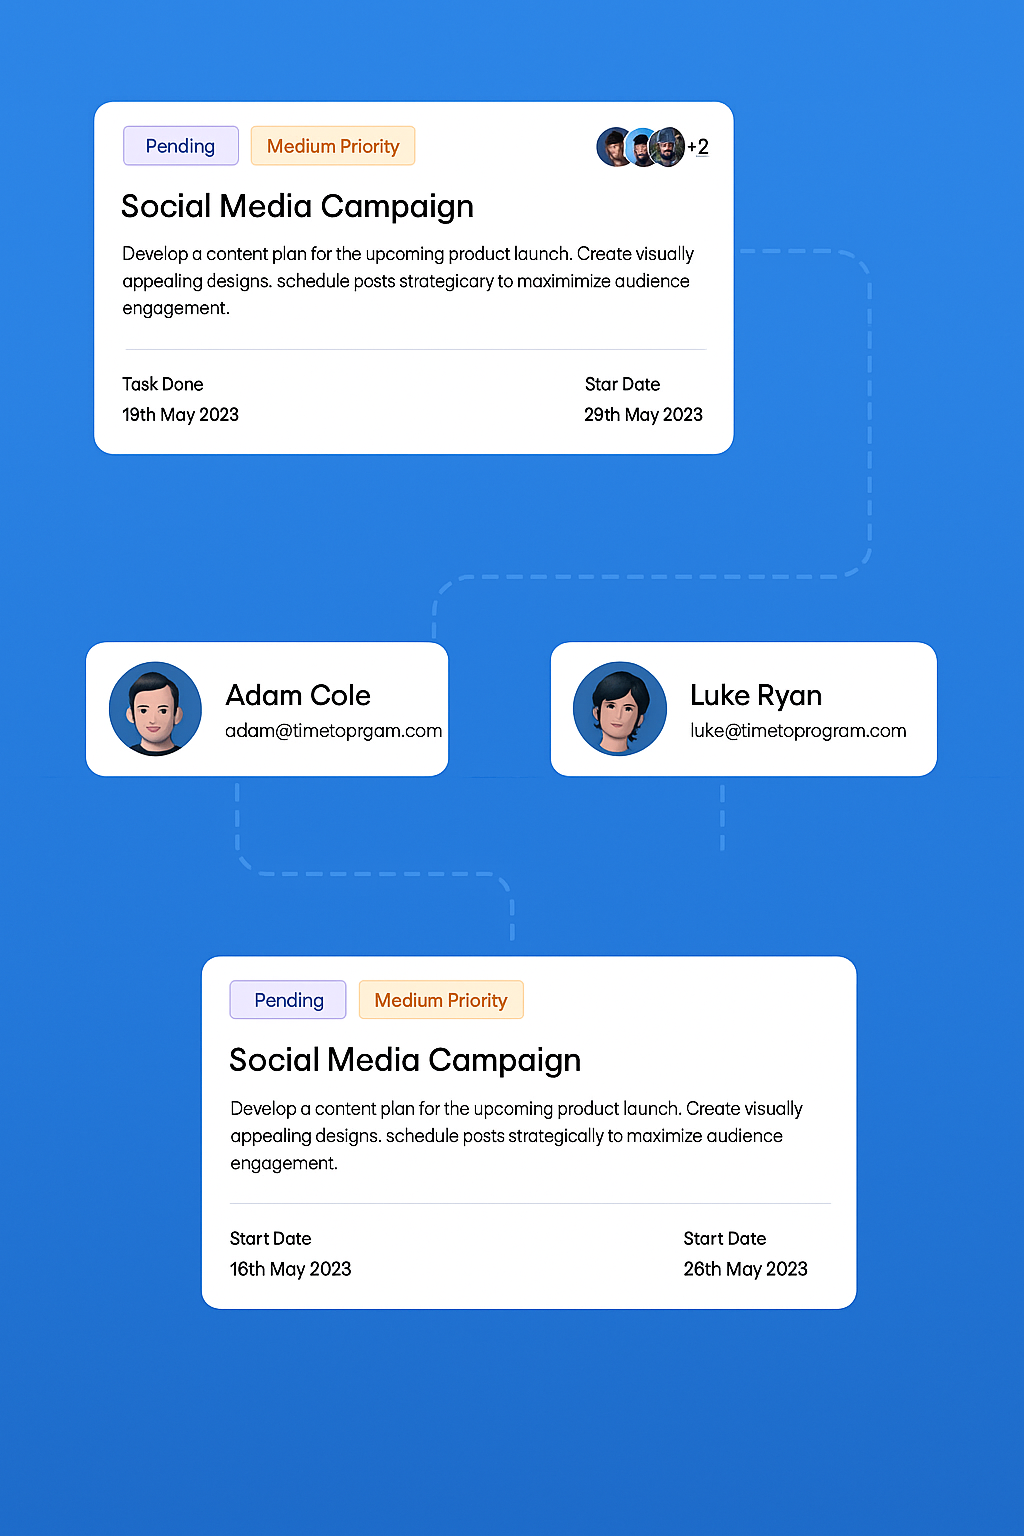 Pending Medium Priority +2
Social Media Campaign
Develop a content plan for the upcoming product launch. Create visually
appealing designs. schedule posts strategicary to maximimize audience
engagement.
Task Done Star Date
19th May 2023 29th May 2023
Adam Cole
adam@timetoprgam.com
Luke Ryan
luke@timetoprogram.com
Pending Medium Priority
Social Media Campaign
Develop a content plan for the upcoming product launch. Create visually
appealing designs. schedule posts strategically to maximize audience
engagement.
Start Date Start Date
16th May 2023 26th May 2023